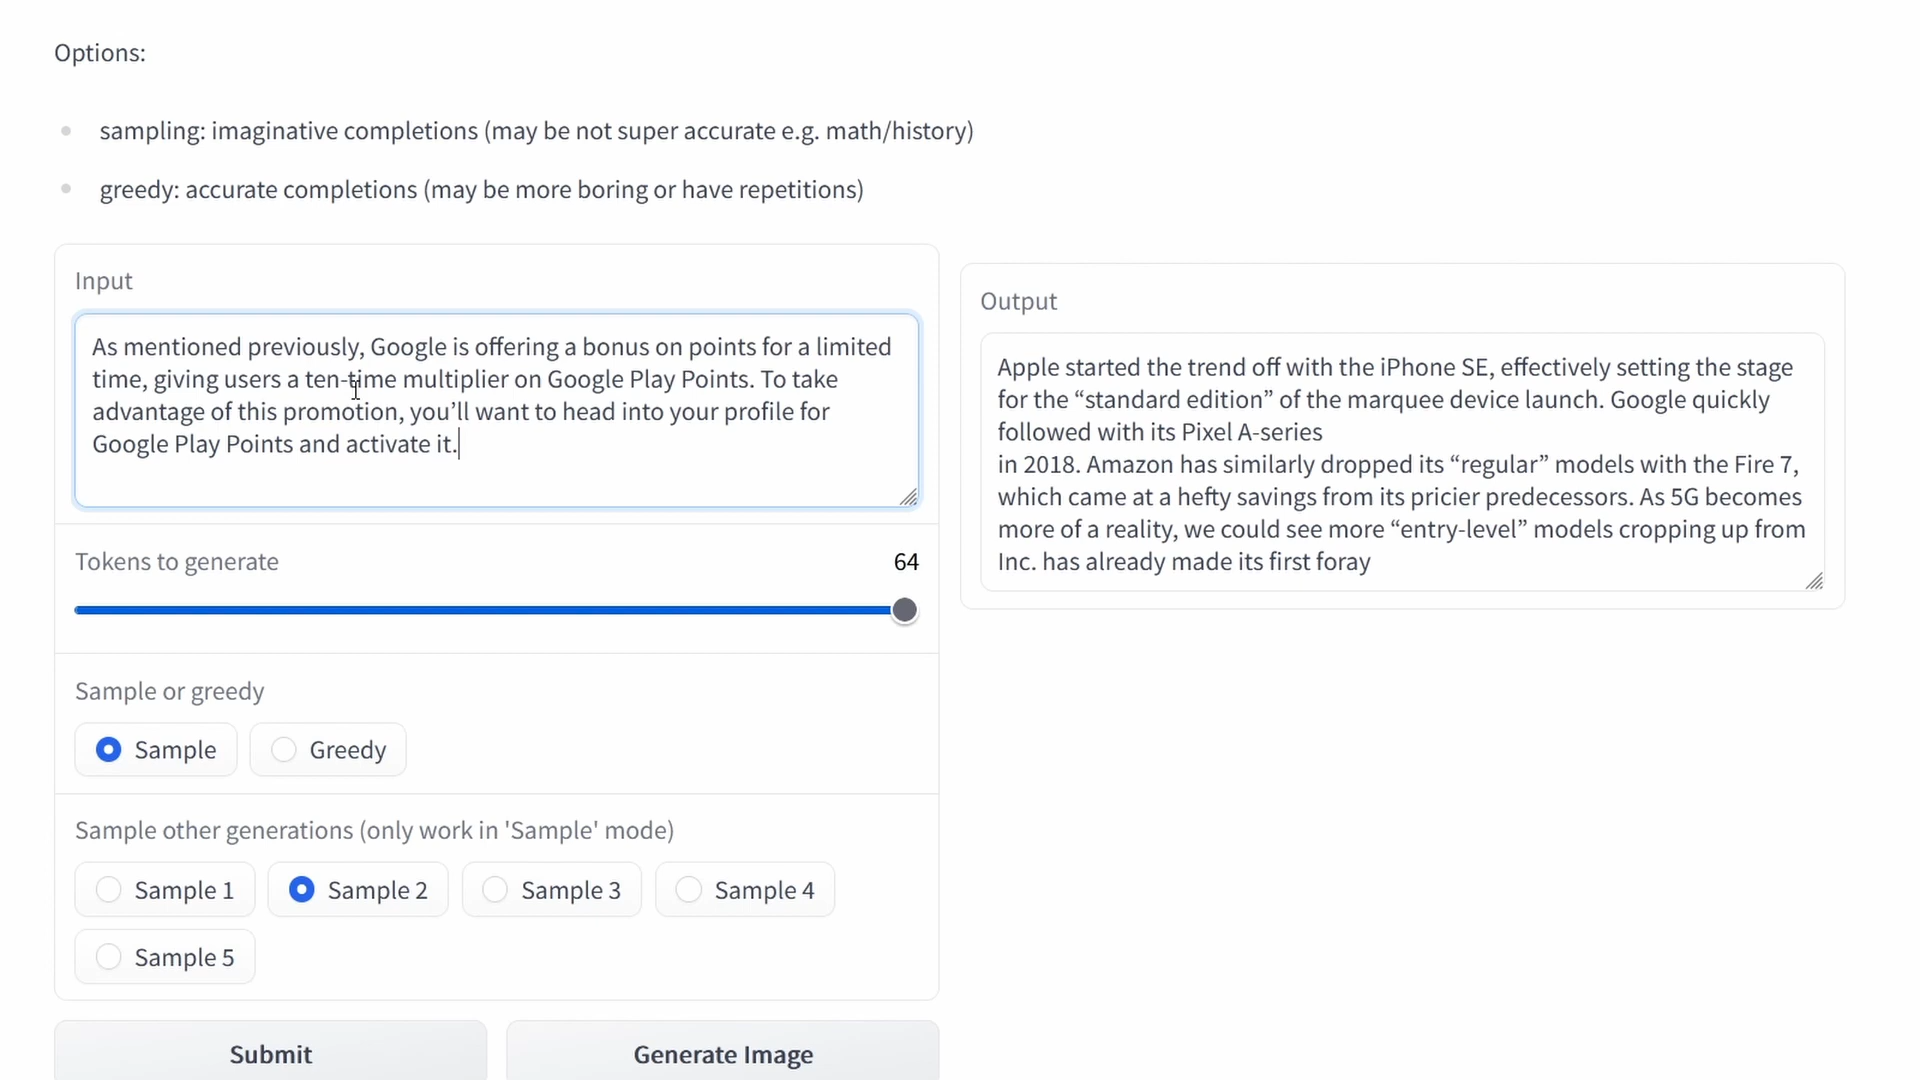 Options:
sampling: imaginative completions (may be not super accurate e.g. math/history)
greedy: accurate completions (may be more boring or have repetitions)
Input
As mentioned previously, Google is offering a bonus on points for a limited
time, giving users a ten-time multiplier on Google Play Points. To take
advantage of this promotion, you’ll want to head into your profile for
Google Play Points and activate it.
Tokens to generate
64
Sample or greedy
Sample
Greedy
Sample other generations (only work in 'Sample' mode)
Sample 1
Sample 2
Sample 3
Sample 4
Sample 5
Submit
Generate Image
Output
Apple started the trend off with the iPhone SE, effectively setting the stage
for the “standard edition” of the marquee device launch. Google quickly
followed with its Pixel A-series
in 2018. Amazon has similarly dropped its “regular” models with the Fire 7,
which came at a hefty savings from its pricier predecessors. As 5G becomes
more of a reality, we could see more “entry-level” models cropping up from
Inc. has already made its first foray